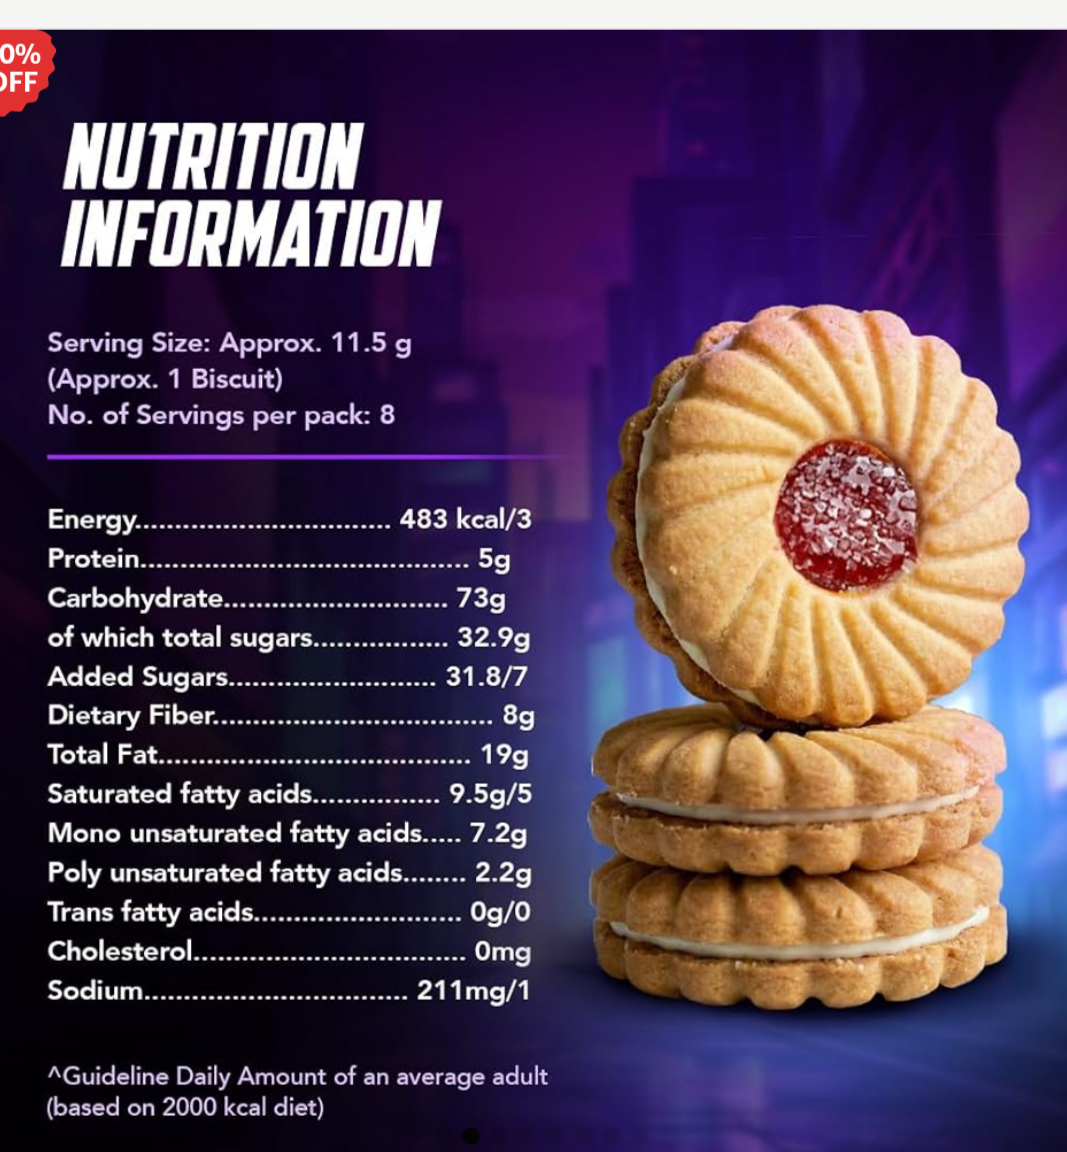 0%
OFF
NUTRITION
INFORMATION
Serving Size: Approx. 11.5 g
(Approx. 1 Biscuit)
No. of Servings per pack: 8
Energy................................ 483 kcal/3
Protein......................................... 5g
Carbohydrate............................ 73g
of which total sugars................. 32.9g
Added Sugars.......................... 31.8/7
Dietary Fiber................................... 8g
Total Fat....................................... 19g
Saturated fatty acids................ 9.5g/5
Mono unsaturated fatty acids..... 7.2g
Poly unsaturated fatty acids........ 2.2g
Trans fatty acids.......................... 0g/0
Cholesterol.................................. 0mg
Sodium................................. 211mg/1
^Guideline Daily Amount of an average adult
(based on 2000 kcal diet)